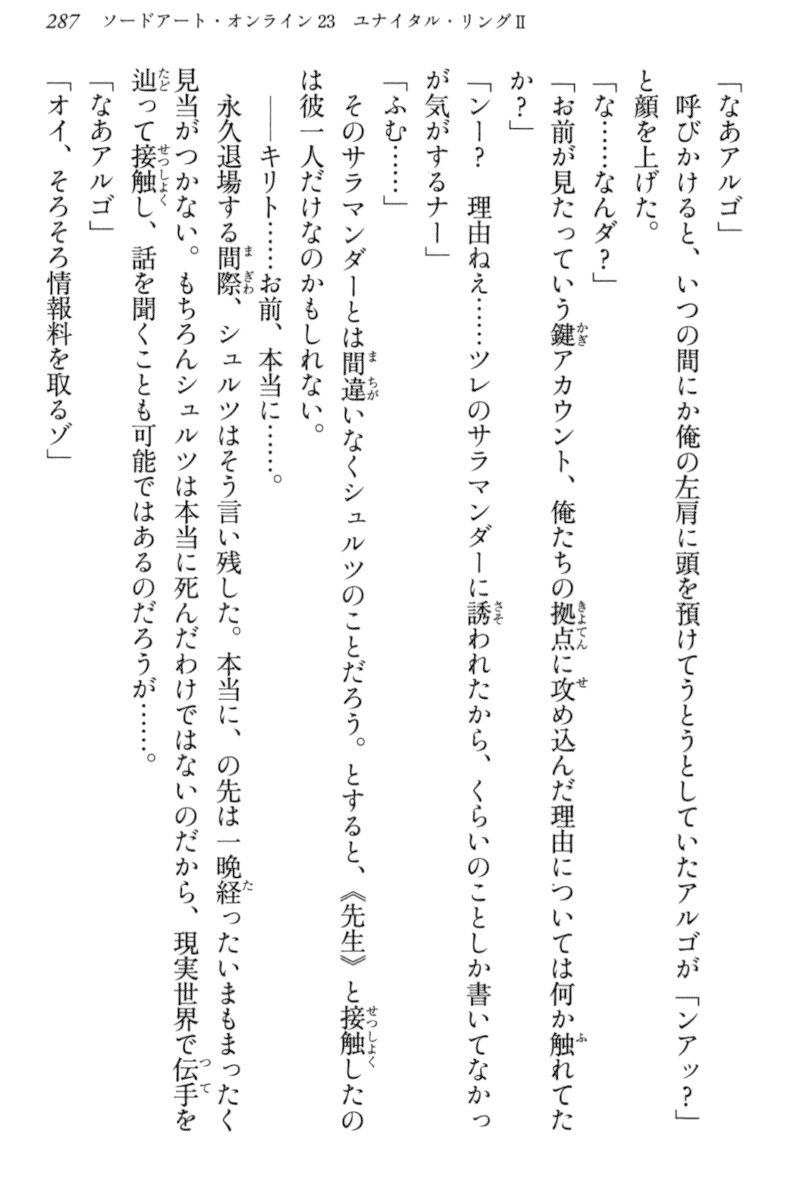 287 ソードアート・オンライン23 ユナイタル・リングⅡ
「なあアルゴ」
　呼びかけると、いつの間にか俺の左肩に頭を預けてうとうとしていたアルゴが「ンアッ?」
と顔を上げた。
「な……なんダ?」
「お前が見たっていう鍵アカウント、俺たちの拠点に攻め込んだ理由については何か触れてた
か?」
「ンー?　理由ねえ……ツレのサラマンダーに誘われたから、くらいのことしか書いてなかっ
が気がするナー」
「ふむ……」
　そのサラマンダーとは間違いなくシュルツのことだろう。とすると、《先生》と接触したの
は彼一人だけなのかもしれない。
　――キリト……お前、本当に……。
　永久退場する間際、シュルツはそう言い残した。本当に、の先は一晩経ったいまもまったく
見当がつかない。もちろんシュルツは本当に死んだわけではないのだから、現実世界で伝手を
辿って接触し、話を聞くことも可能ではあるのだろうが……。
「なあアルゴ」
「オイ、そろそろ情報料を取るゾ」